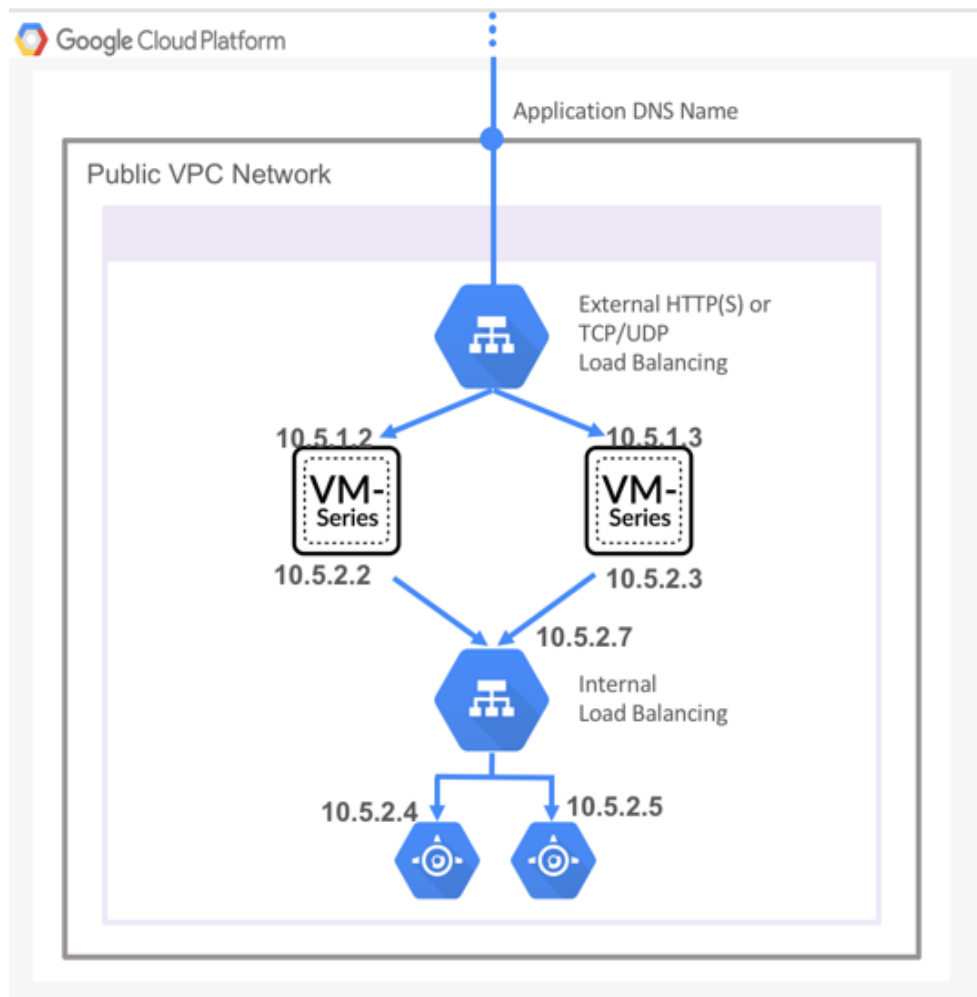 Google Cloud Platform
Application DNS Name
Public VPC Network
External HTTP(S) or
TCP/UDP
Load Balancing
10.5.1.2
10.5.1.3
VM-
Series
VM-
Series
10.5.2.2
10.5.2.3
10.5.2.7
Internal
Load Balancing
10.5.2.4
10.5.2.5